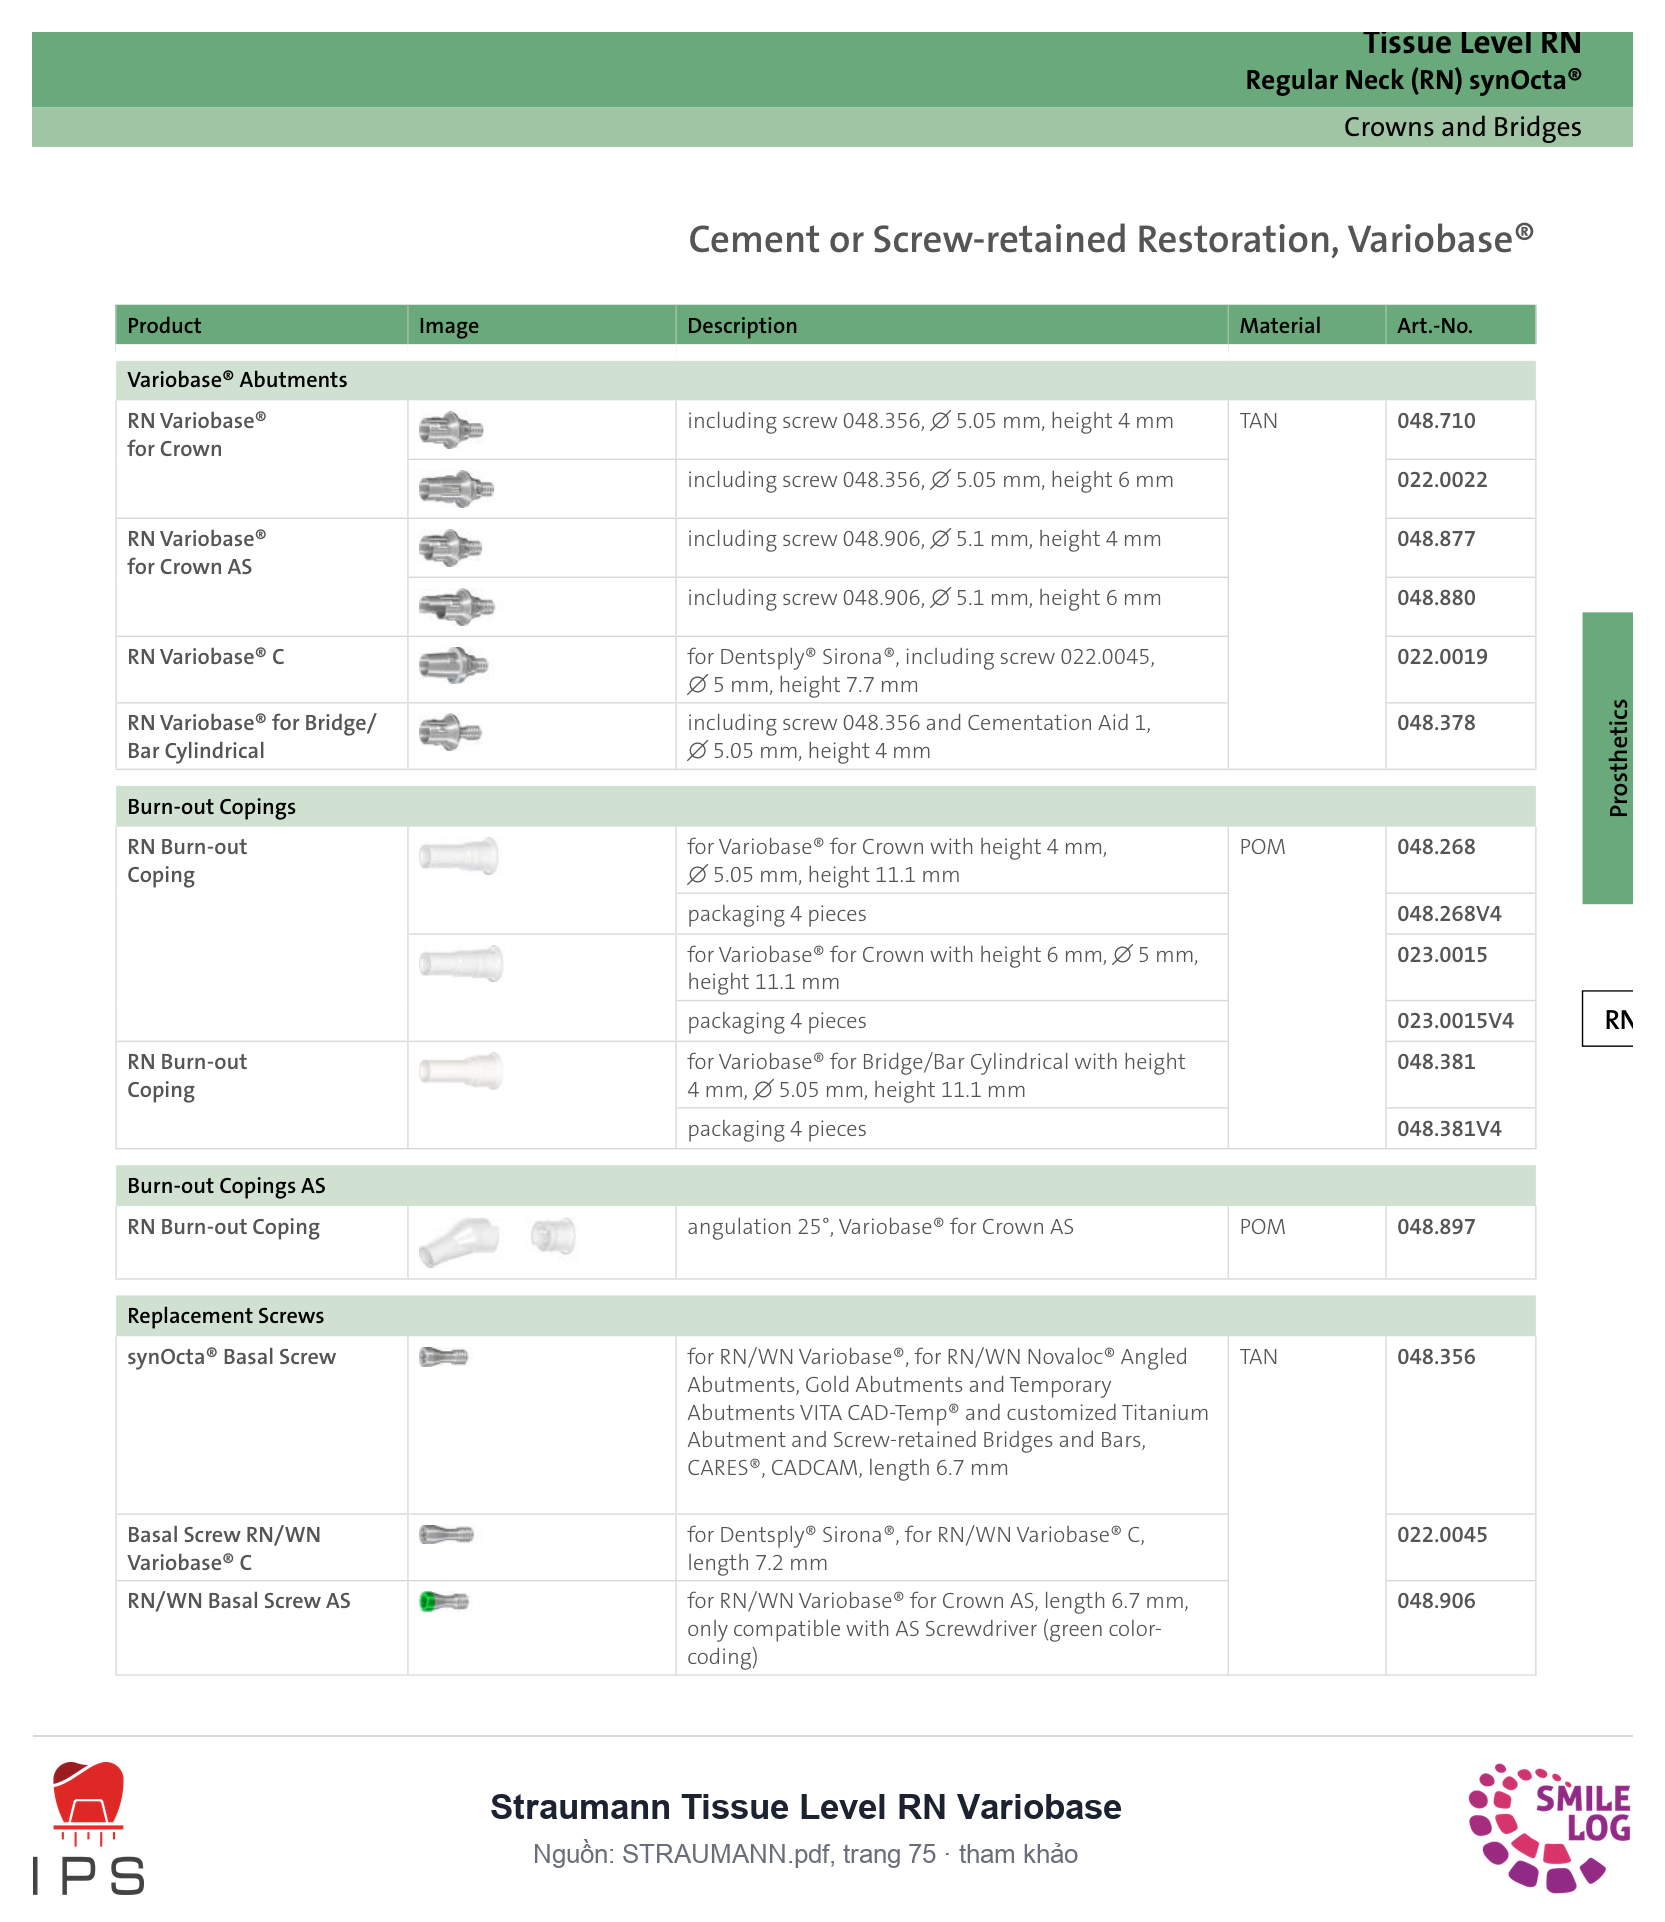 Tissue Level RN
Regular Neck (RN) synOcta®
Crowns and Bridges
Cement or Screw-retained Restoration, Variobase®
Product Image Description Material Art.-No.
Variobase® Abutments
RN Variobase® including screw 048.356, ∅ 5.05 mm, height 4 mm TAN 048.710
for Crown
including screw 048.356, ∅ 5.05 mm, height 6 mm 022.0022
RN Variobase® including screw 048.906, ∅ 5.1 mm, height 4 mm 048.877
for Crown AS
including screw 048.906, ∅ 5.1 mm, height 6 mm 048.880
RN Variobase® C for Dentsply® Sirona®, including screw 022.0045, 022.0019
∅ 5 mm, height 7.7 mm
RN Variobase® for Bridge/ including screw 048.356 and Cementation Aid 1, 048.378
Bar Cylindrical ∅ 5.05 mm, height 4 mm
Prosthetics
Burn-out Copings
RN Burn-out for Variobase® for Crown with height 4 mm, POM 048.268
Coping ∅ 5.05 mm, height 11.1 mm
packaging 4 pieces 048.268V4
for Variobase® for Crown with height 6 mm, ∅ 5 mm, 023.0015
height 11.1 mm
packaging 4 pieces 023.0015V4
RN
RN Burn-out for Variobase® for Bridge/Bar Cylindrical with height 048.381
Coping 4 mm, ∅ 5.05 mm, height 11.1 mm
packaging 4 pieces 048.381V4
Burn-out Copings AS
RN Burn-out Coping angulation 25°, Variobase® for Crown AS POM 048.897
Replacement Screws
synOcta® Basal Screw for RN/WN Variobase®, for RN/WN Novaloc® Angled TAN 048.356
Abutments, Gold Abutments and Temporary
Abutments VITA CAD-Temp® and customized Titanium
Abutment and Screw-retained Bridges and Bars,
CARES®, CADCAM, length 6.7 mm
Basal Screw RN/WN for Dentsply® Sirona®, for RN/WN Variobase® C, 022.0045
Variobase® C length 7.2 mm
RN/WN Basal Screw AS for RN/WN Variobase® for Crown AS, length 6.7 mm, 048.906
only compatible with AS Screwdriver (green color-
coding)
IPS
Straumann Tissue Level RN Variobase
Nguồn: STRAUMANN.pdf, trang 75 · tham khảo
SMILE
LOG